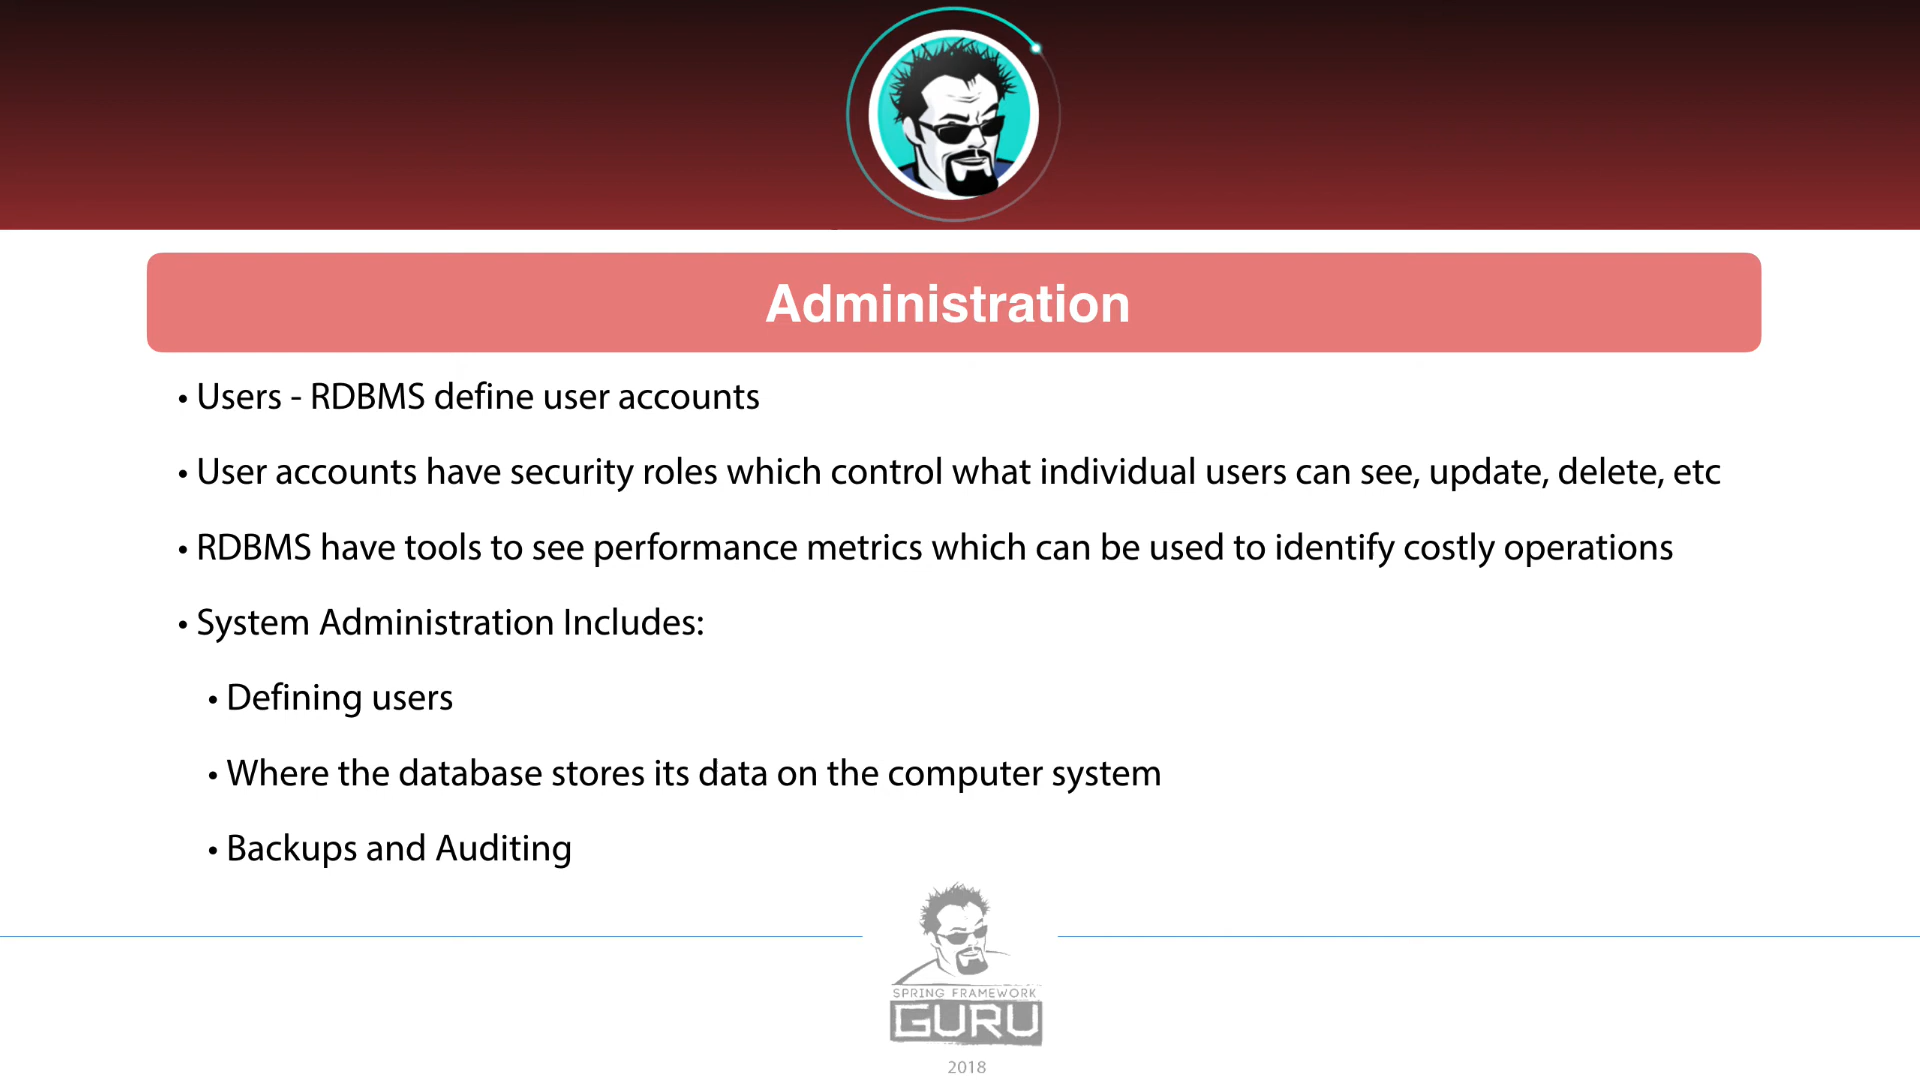 Administration
• Users - RDBMS define user accounts
• User accounts have security roles which control what individual users can see, update, delete, etc
• RDBMS have tools to see performance metrics which can be used to identify costly operations
• System Administration Includes:
• Defining users
• Where the database stores its data on the computer system
• Backups and Auditing
SPRING FRAMEWORK
GURU
2018